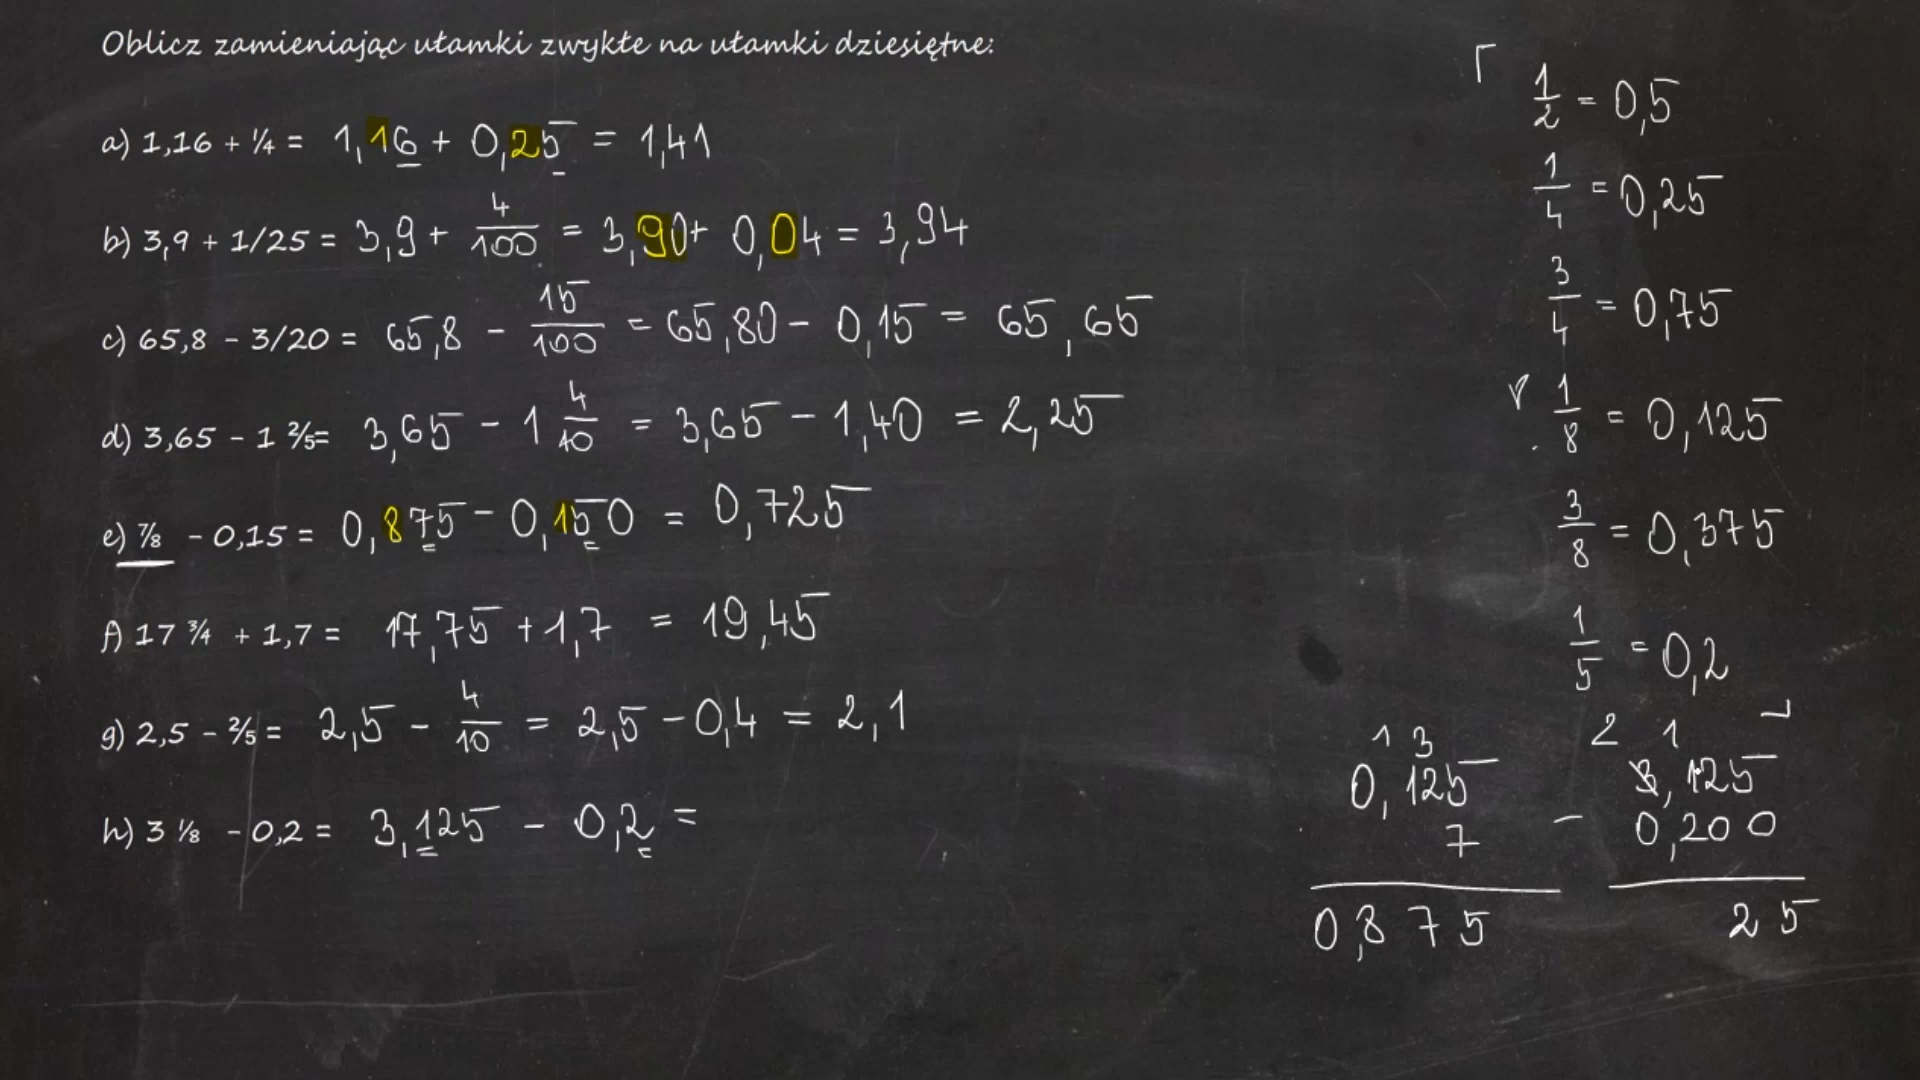 Oblicz zamieniając ułamki zwykłe na ułamki dziesiętne:
a) 1,16 + ¼ = 1,16 + 0,25 = 1,41
b) 3,9 + 1/25 = 3,9 + 4/100 = 3,90 + 0,04 = 3,94
c) 65,8 - 3/20 = 65,8 - 15/100 = 65,80 - 0,15 = 65,65
d) 3,65 - 1 ⅖ = 3,65 - 1 4/10 = 3,65 - 1,40 = 2,25
e) ⅞ - 0,15 = 0,875 - 0,150 = 0,725
f) 17 ¾ + 1,7 = 17,75 + 1,7 = 19,45
g) 2,5 - ⅖ = 2,5 - 4/10 = 2,5 - 0,4 = 2,1
h) 3 ⅛ - 0,2 = 3,125 - 0,2 =
1/2 = 0,5
1/4 = 0,25
3/4 = 0,75
1/8 = 0,125
3/8 = 0,375
1/5 = 0,2
1 3
0,125
7
0,875
2 1
3,125
- 0,200
25